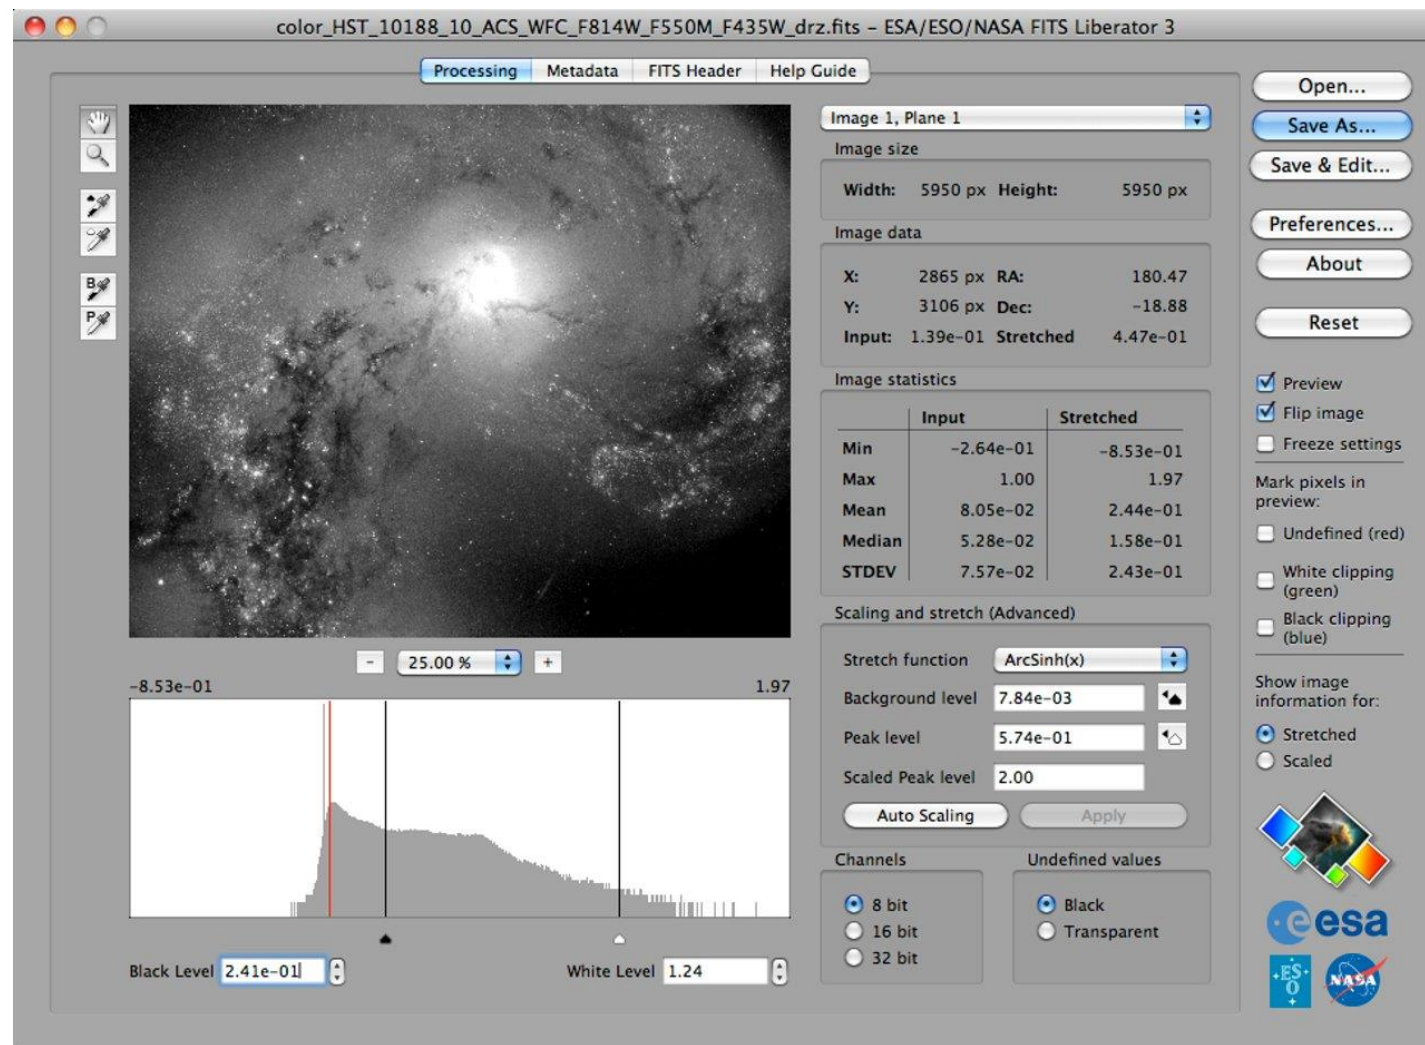 color_HST_10188_10_ACS_WFC_F814W_F550M_F435W_drz.fits – ESA/ESO/NASA FITS Liberator 3
Processing Metadata FITS Header Help Guide
B
P
- 25.00 % +
-8.53e-01 1.97
Black Level 2.41e-01 White Level 1.24
Image 1, Plane 1
Image size
Width: 5950 px Height: 5950 px
Image data
X: 2865 px RA: 180.47
Y: 3106 px Dec: -18.88
Input: 1.39e-01 Stretched 4.47e-01
Image statistics
Input Stretched
Min -2.64e-01 -8.53e-01
Max 1.00 1.97
Mean 8.05e-02 2.44e-01
Median 5.28e-02 1.58e-01
STDEV 7.57e-02 2.43e-01
Scaling and stretch (Advanced)
Stretch function ArcSinh(x)
Background level 7.84e-03
Peak level 5.74e-01
Scaled Peak level 2.00
Auto Scaling Apply
Channels Undefined values
8 bit Black
16 bit Transparent
32 bit
Open...
Save As...
Save & Edit...
Preferences...
About
Reset
Preview
Flip image
Freeze settings
Mark pixels in
preview:
Undefined (red)
White clipping
(green)
Black clipping
(blue)
Show image
information for:
Stretched
Scaled
esa
ES
O
NASA